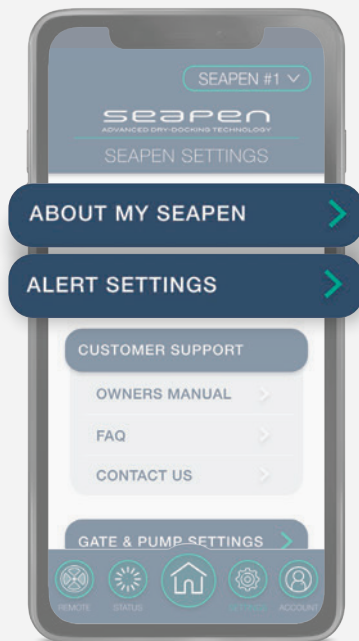 SEAPEN #1
seapen
ADVANCED DRY-DOCKING TECHNOLOGY
SEAPEN SETTINGS
ABOUT MY SEAPEN
ALERT SETTINGS
CUSTOMER SUPPORT
OWNERS MANUAL
FAQ
CONTACT US
GATE & PUMP SETTINGS
REMOTE STATUS SETTINGS ACCOUNT